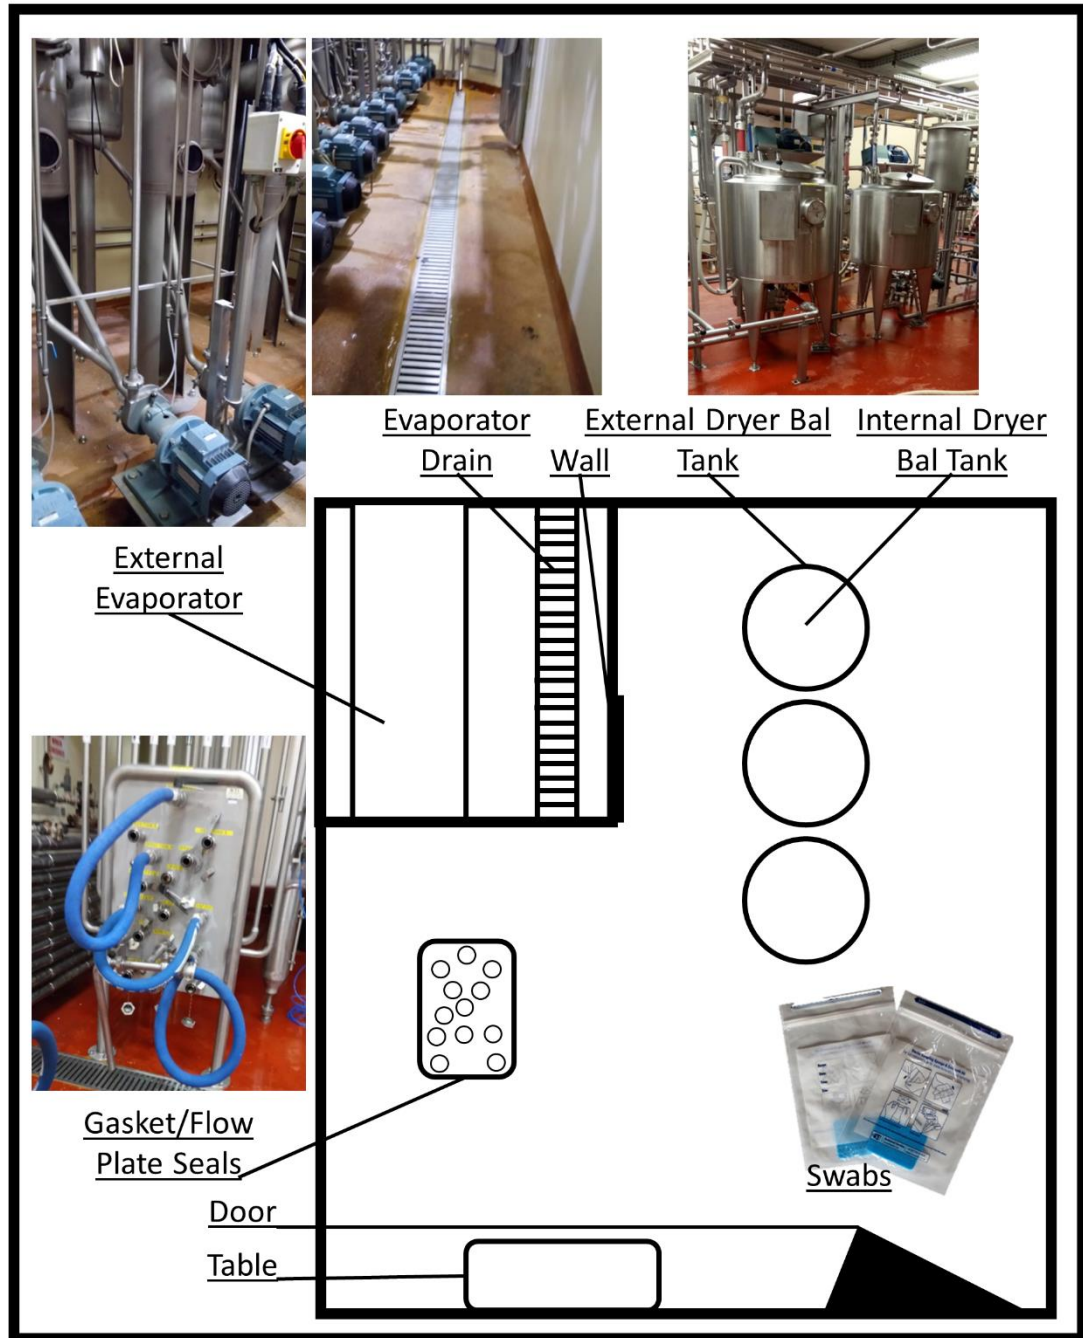 Evaporator
Drain
Wall
External Dryer Bal
Tank
Internal Dryer
Bal Tank
External
Evaporator
Gasket/Flow
Plate Seals
Swabs
Door
Table